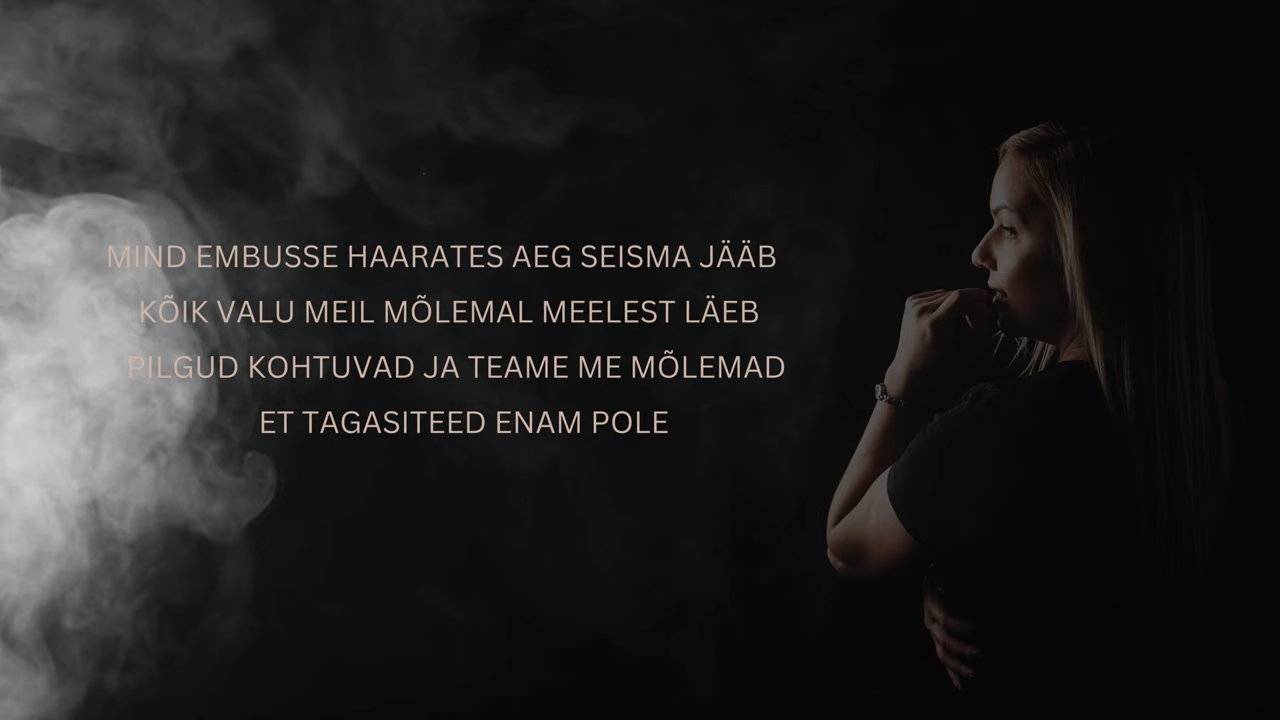 MIND EMBUSSE HAARATES AEG SEISMA JÄÄB
KÕIK VALU MEIL MÕLEMAL MEELEST LÄEB
PILGUD KOHTUVAD JA TEAME ME MÕLEMAD
ET TAGASITEED ENAM POLE